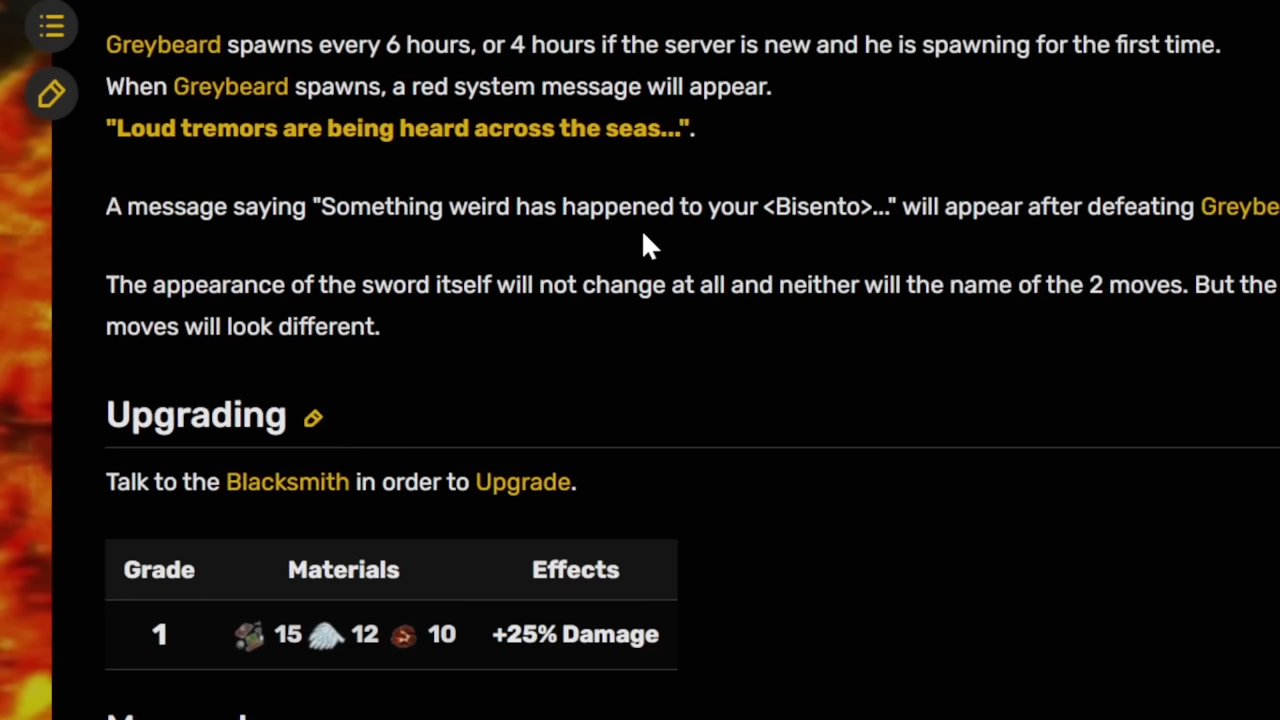 Greybeard spawns every 6 hours, or 4 hours if the server is new and he is spawning for the first time.
When Greybeard spawns, a red system message will appear.
"Loud tremors are being heard across the seas...".
A message saying "Something weird has happened to your <Bisento>..." will appear after defeating Greybe
The appearance of the sword itself will not change at all and neither will the name of the 2 moves. But the
moves will look different.
Upgrading
Talk to the Blacksmith in order to Upgrade.
Grade Materials Effects
1 15 12 10 +25% Damage